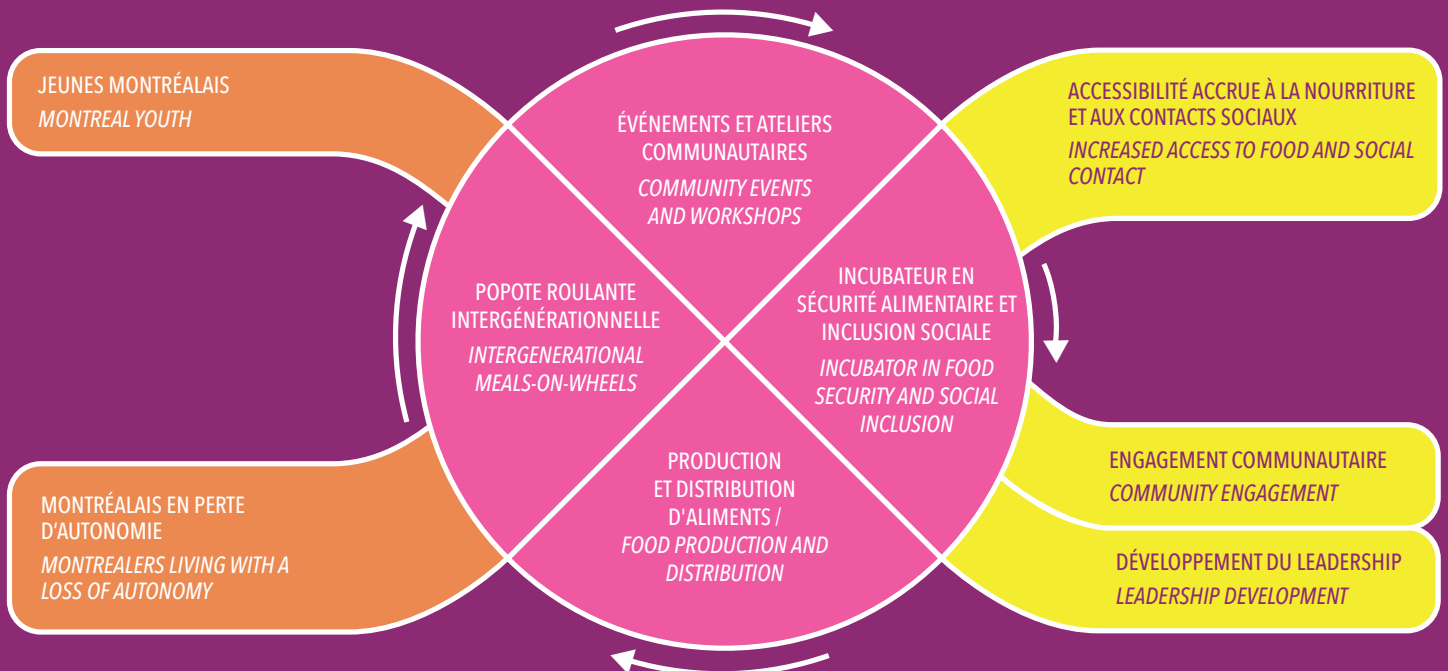 JEUNES MONTRÉALAIS
MONTREAL YOUTH
ÉVÉNEMENTS ET ATELIERS
COMMUNAUTAIRES
COMMUNITY EVENTS
AND WORKSHOPS
ACCESSIBILITÉ ACCRUE À LA NOURRITURE
ET AUX CONTACTS SOCIAUX
INCREASED ACCESS TO FOOD AND SOCIAL
CONTACT
POPOTE ROULANTE
INTERGÉNÉRATIONNELLE
INTERGENERATIONAL
MEALS-ON-WHEELS
INCUBATEUR EN
SÉCURITÉ ALIMENTAIRE ET
INCLUSION SOCIALE
INCUBATOR IN FOOD
SECURITY AND SOCIAL
INCLUSION
MONTRÉALAIS EN PERTE
D'AUTONOMIE
MONTREALERS LIVING WITH A
LOSS OF AUTONOMY
PRODUCTION
ET DISTRIBUTION
D'ALIMENTS /
FOOD PRODUCTION AND
DISTRIBUTION
ENGAGEMENT COMMUNAUTAIRE
COMMUNITY ENGAGEMENT
DÉVELOPPEMENT DU LEADERSHIP
LEADERSHIP DEVELOPMENT